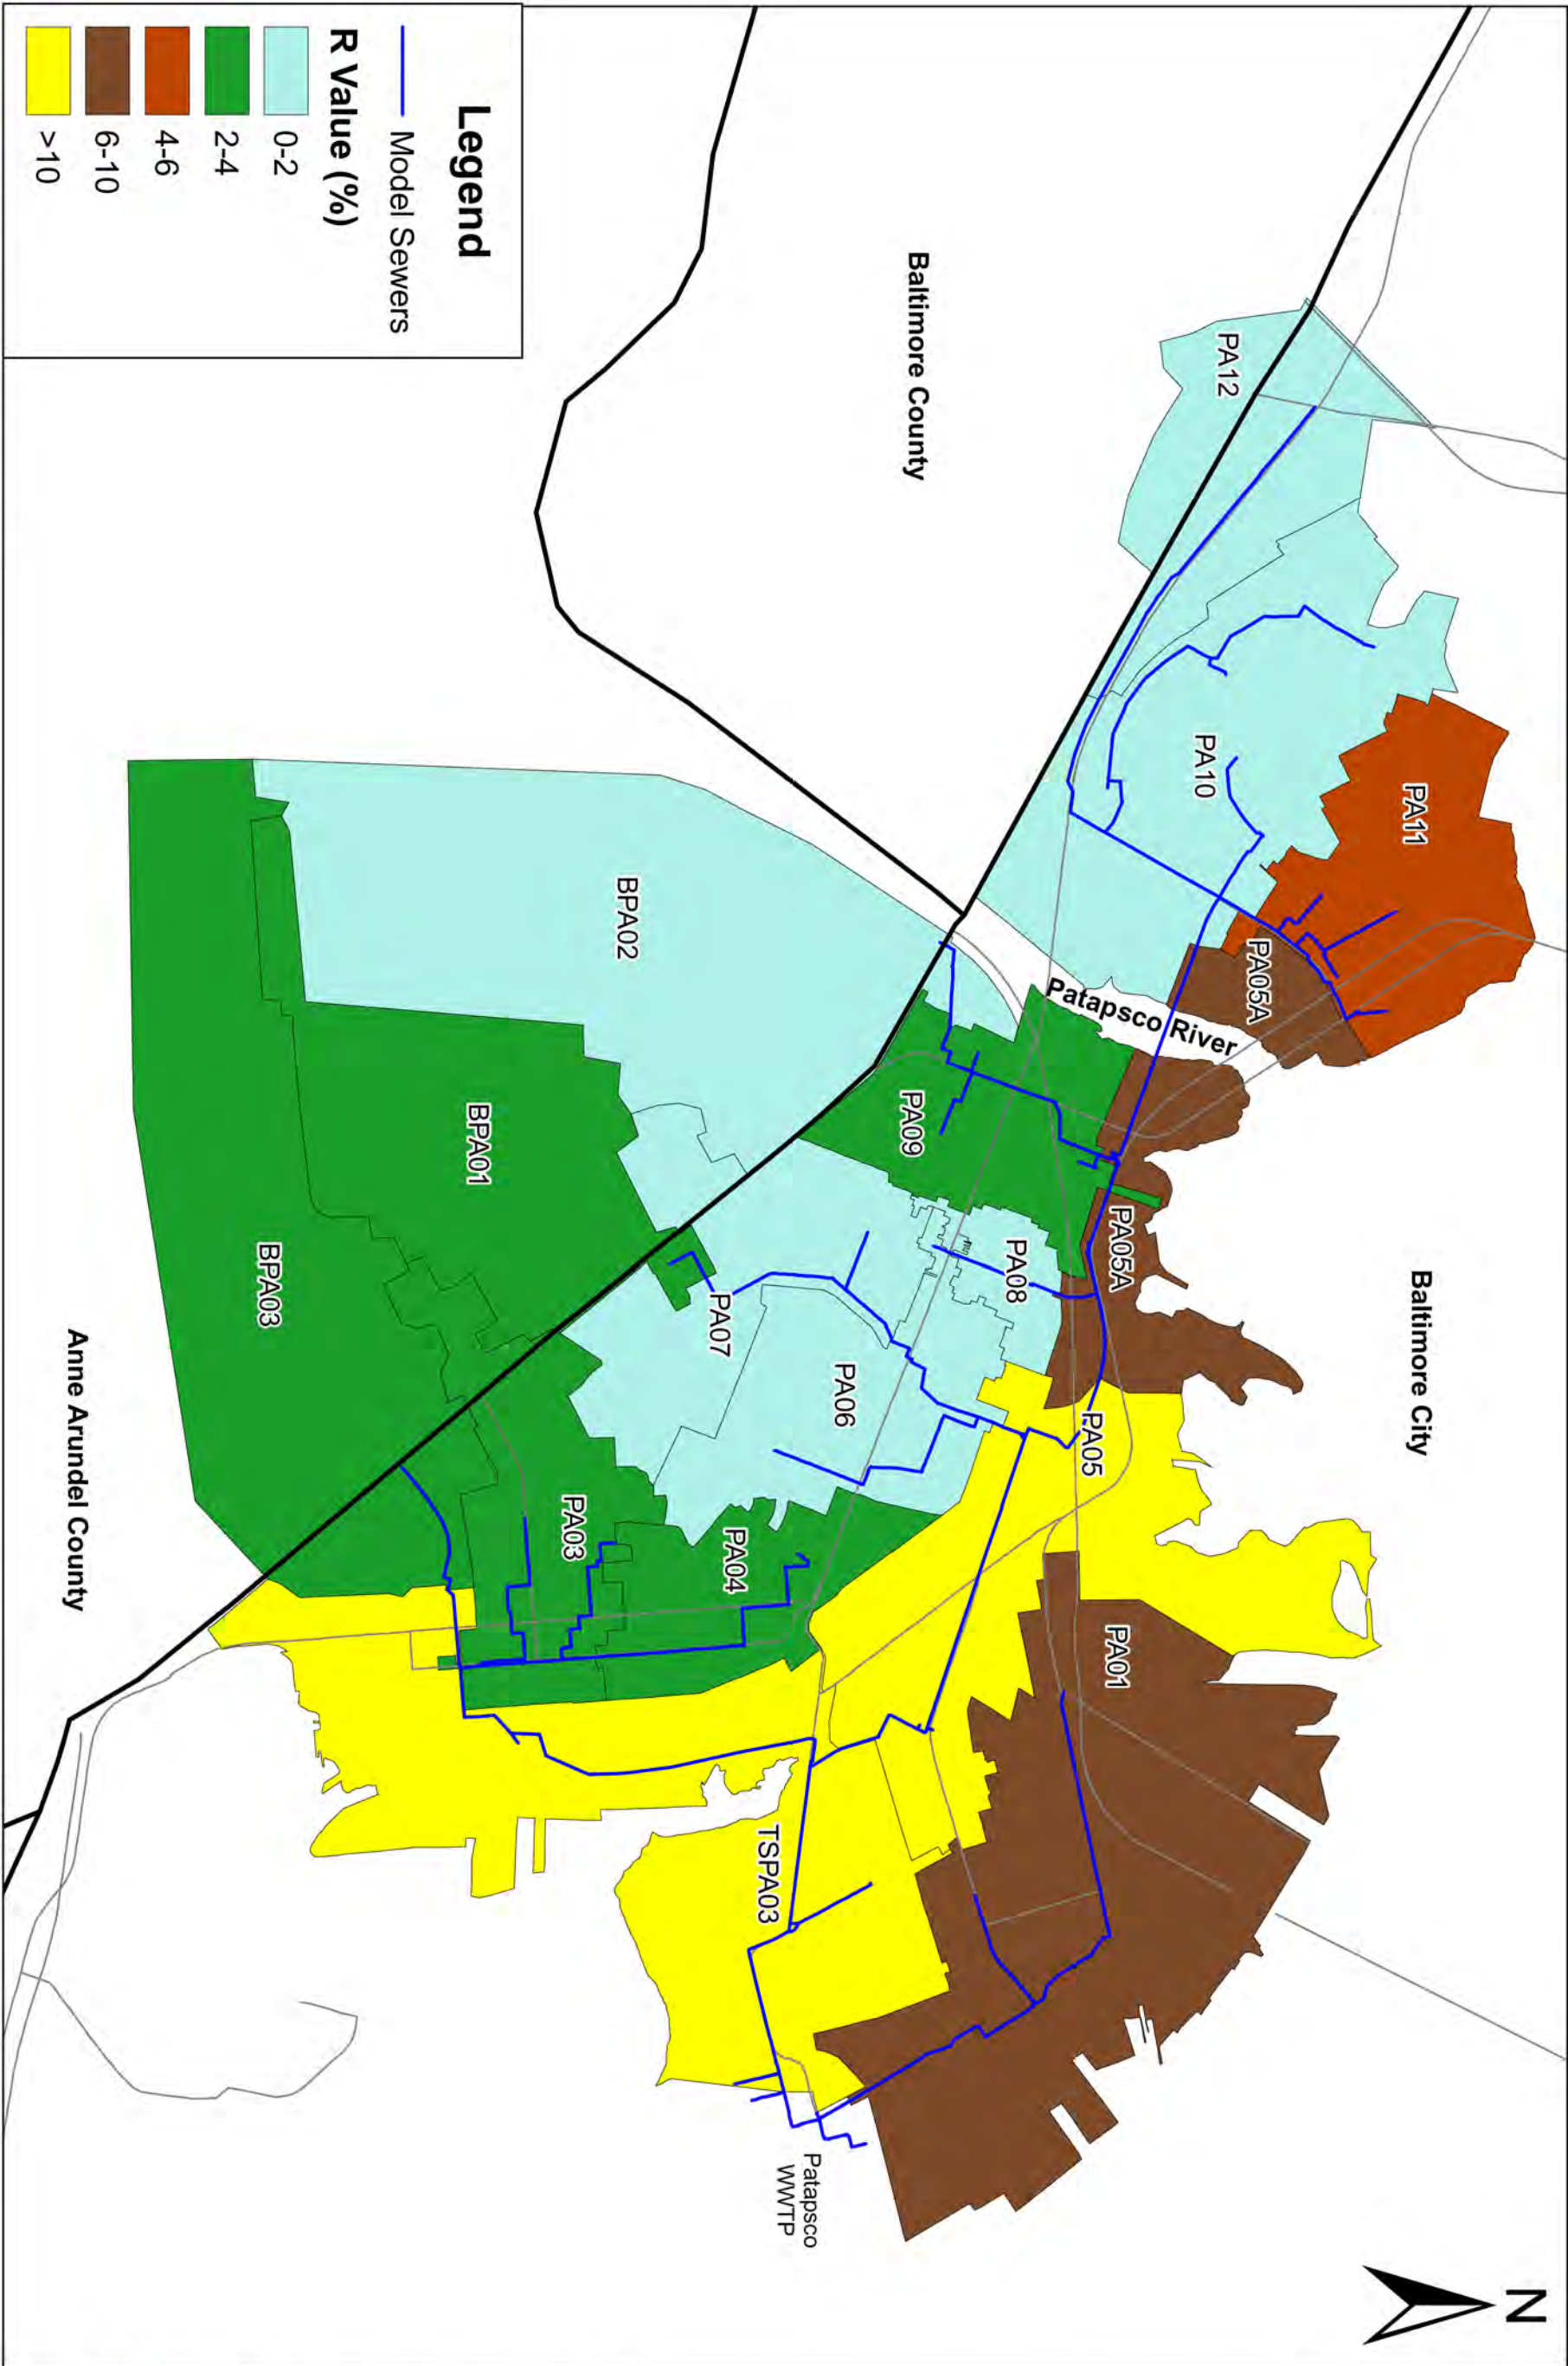 N
Baltimore City
Baltimore County
Anne Arundel County
Patapsco River
PA12
PA10
PA11
PA05A
PA05A
PA09
PA08
PA05
PA01
BPA02
PA07
PA06
BPA01
PA04
PA03
BPA03
TSPA03
Patapsco
WWTP
Legend
Model Sewers
R Value (%)
0-2
2-4
4-6
6-10
>10